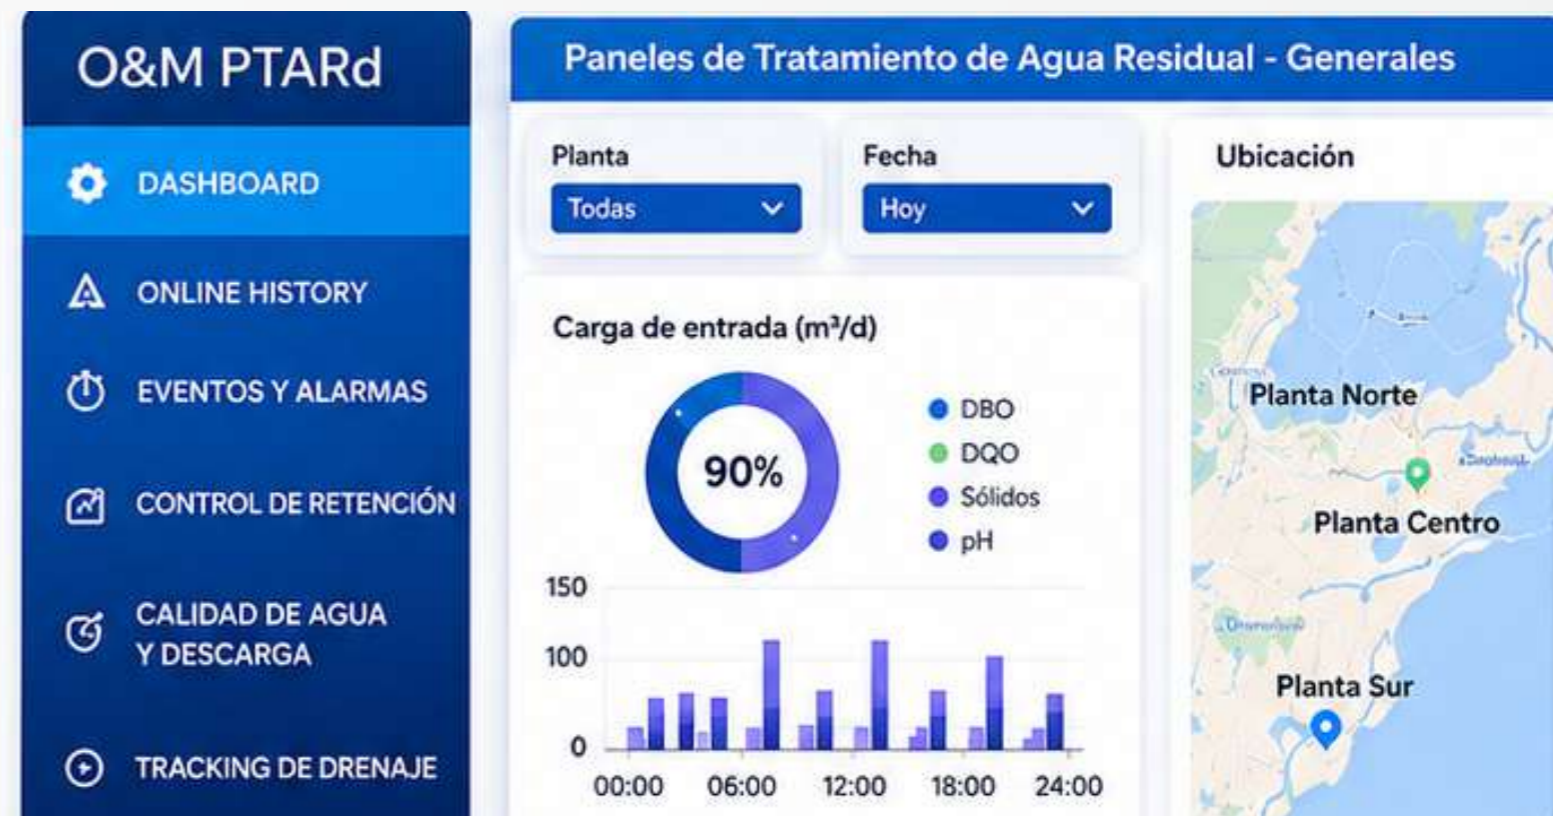 O&M PTARd
DASHBOARD
ONLINE HISTORY
EVENTOS Y ALARMAS
CONTROL DE RETENCIÓN
CALIDAD DE AGUA
Y DESCARGA
TRACKING DE DRENAJE
Paneles de Tratamiento de Agua Residual - Generales
Planta
Todas
Fecha
Hoy
Carga de entrada (m³/d)
90%
DBO
DQO
Sólidos
pH
150
100
0
00:00 06:00 12:00 18:00 24:00
Ubicación
Planta Norte
Planta Centro
Planta Sur